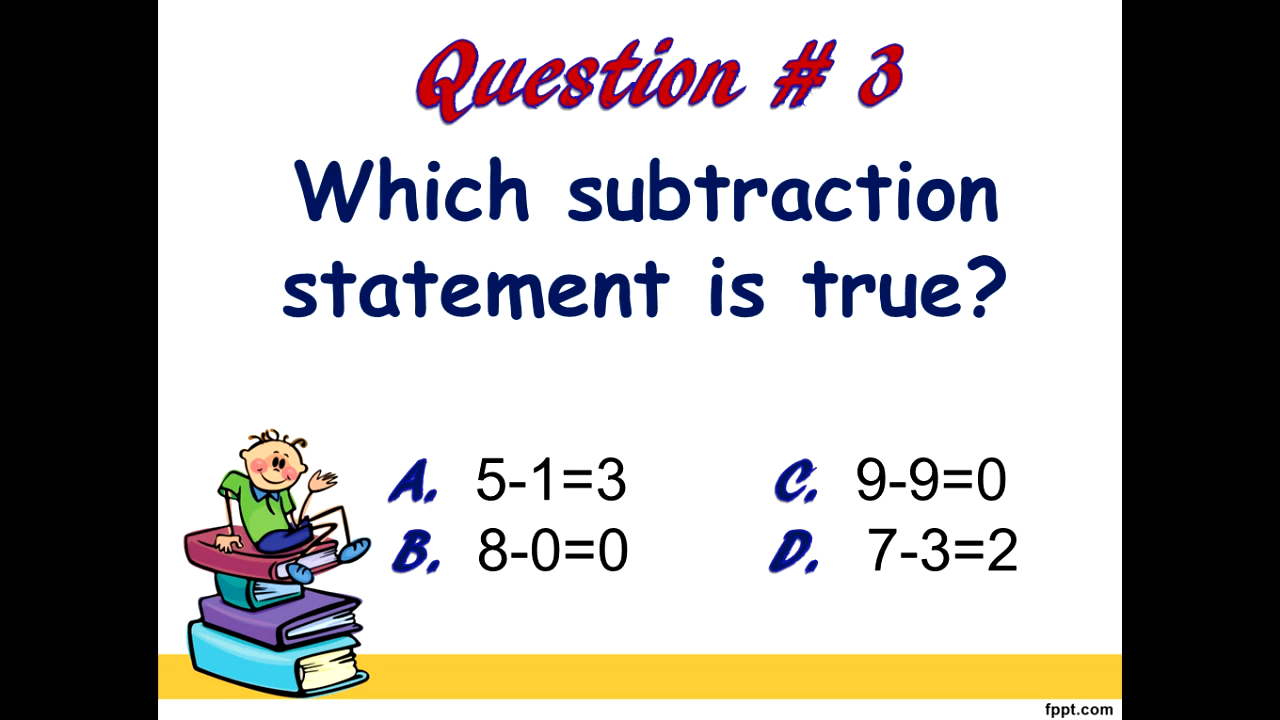 Question # 3
Which subtraction
statement is true?
A. 5-1=3
C. 9-9=0
B. 8-0=0
D. 7-3=2
fppt.com